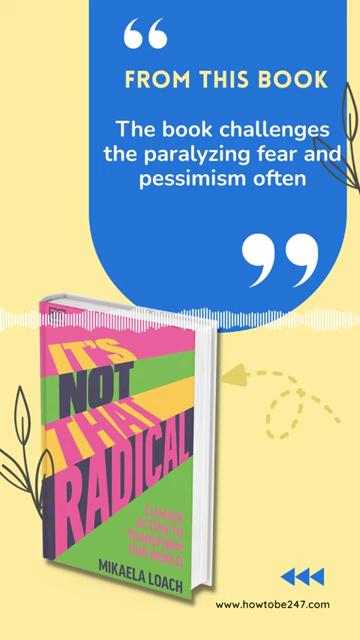 “
FROM THIS BOOK
The book challenges
the paralyzing fear and
pessimism often
”
IT'S
NOT
THAT
RADICAL
CLIMATE
ACTION TO
TRANSFORM
OUR WORLD
MIKAELA LOACH
www.howtobe247.com